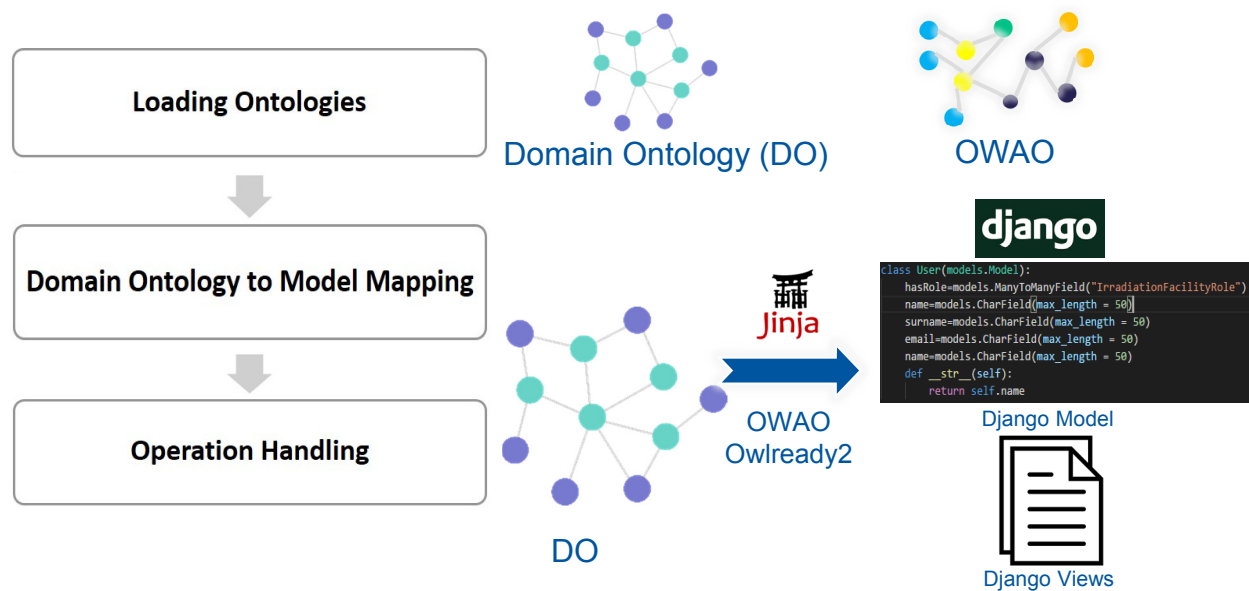 Loading Ontologies
Domain Ontology (DO)
OWAO
Domain Ontology to Model Mapping
Jinja
OWAO
Owlready2
django
class User(models.Model):
hasRole=models.ManyToManyField("IrradiationFacilityRole")
name=models.CharField(max_length = 50)
surname=models.CharField(max_length = 50)
email=models.CharField(max_length = 50)
name=models.CharField(max_length = 50)
def __str__(self):
return self.name
Django Model
Operation Handling
DO
Django Views